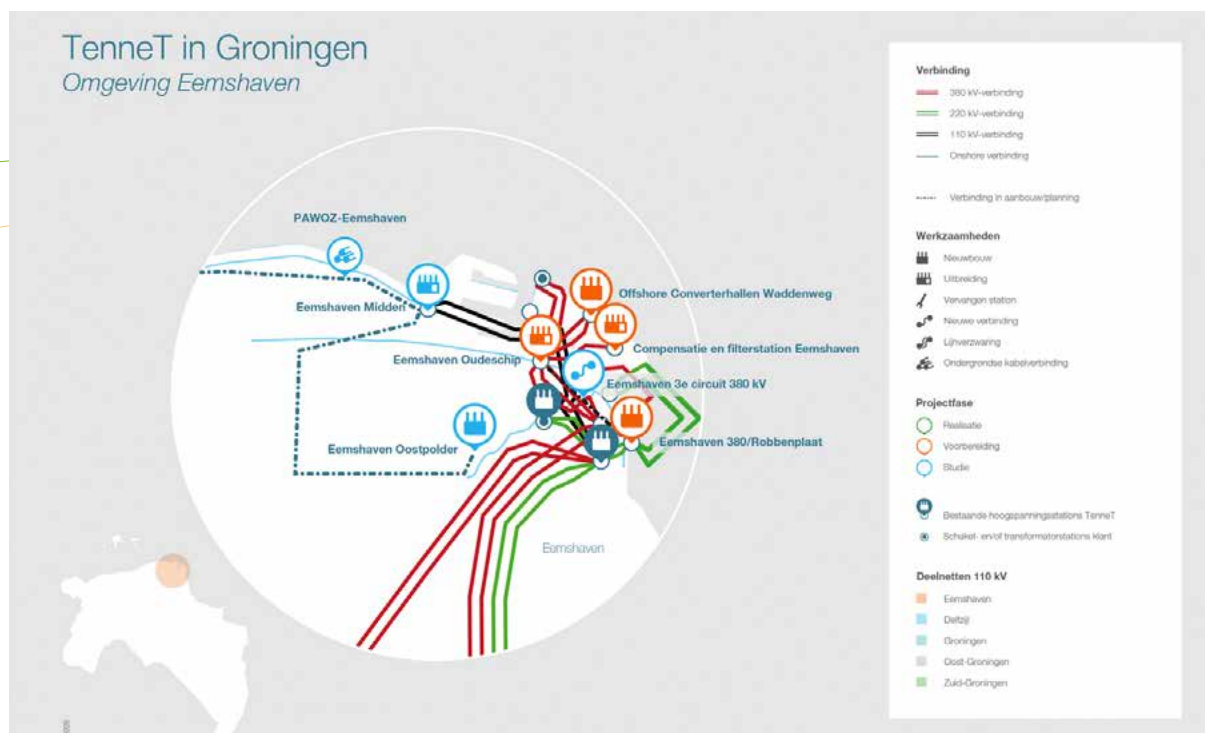 TenneT in Groningen
Omgeving Eemshaven
PAWOZ-Eemshaven
Eemshaven Midden
Offshore Converterhallen Waddenweg
Compensatie en filterstation Eemshaven
Eemshaven Oudeschip
Eemshaven 3e circuit 380 kV
Eemshaven Oostpolder
Eemshaven 380/Robbenplaat
Eemshaven
Verbinding
380 kV-verbinding
220 kV-verbinding
110 kV-verbinding
Onshore verbinding
Verbinding in aanbouw/planning
Werkzaamheden
Nieuwbouw
Uitbreiding
Vervangen station
Nieuwe verbinding
Lijnverzwaring
Ondergrondse kabelverbinding
Projectfase
Realisatie
Voorbereiding
Studie
Bestaande hoogspanningsstations TenneT
Schakel- en/of transformatorstations klant
Deelnetten 110 kV
Eemshaven
Delfzijl
Groningen
Oost-Groningen
Zuid-Groningen